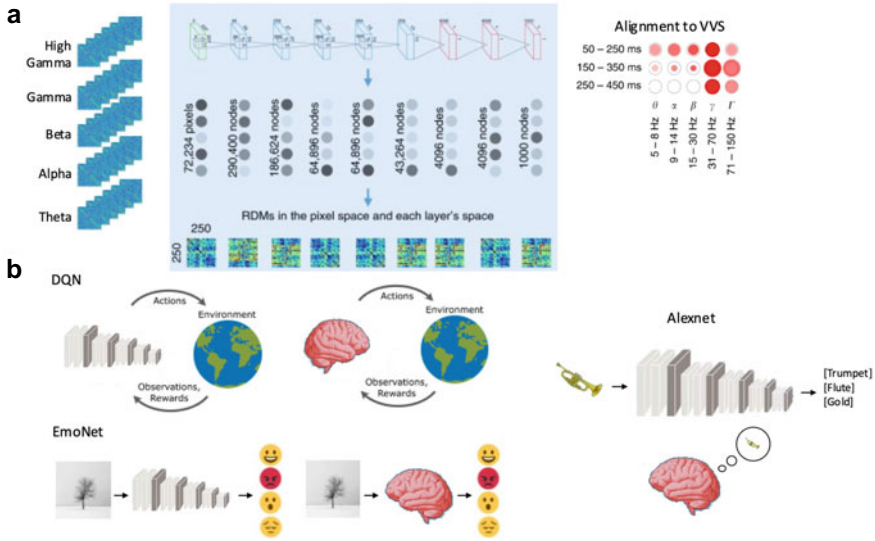 a
High
Gamma
Gamma
Beta
Alpha
Theta
72,234 pixels
290,400 nodes
186,624 nodes
64,896 nodes
64,896 nodes
43,264 nodes
4096 nodes
4096 nodes
1000 nodes
RDMs in the pixel space and each layer's space
250
250
Alignment to VVS
50 – 250 ms
150 – 350 ms
250 – 450 ms
θ α β γ Γ
5 – 8 Hz
9 – 14 Hz
15 – 30 Hz
31 – 70 Hz
71 – 150 Hz
b
DQN
Actions
Environment
Observations,
Rewards
Actions
Environment
Observations,
Rewards
EmoNet
Alexnet
[Trumpet]
[Flute]
[Gold]